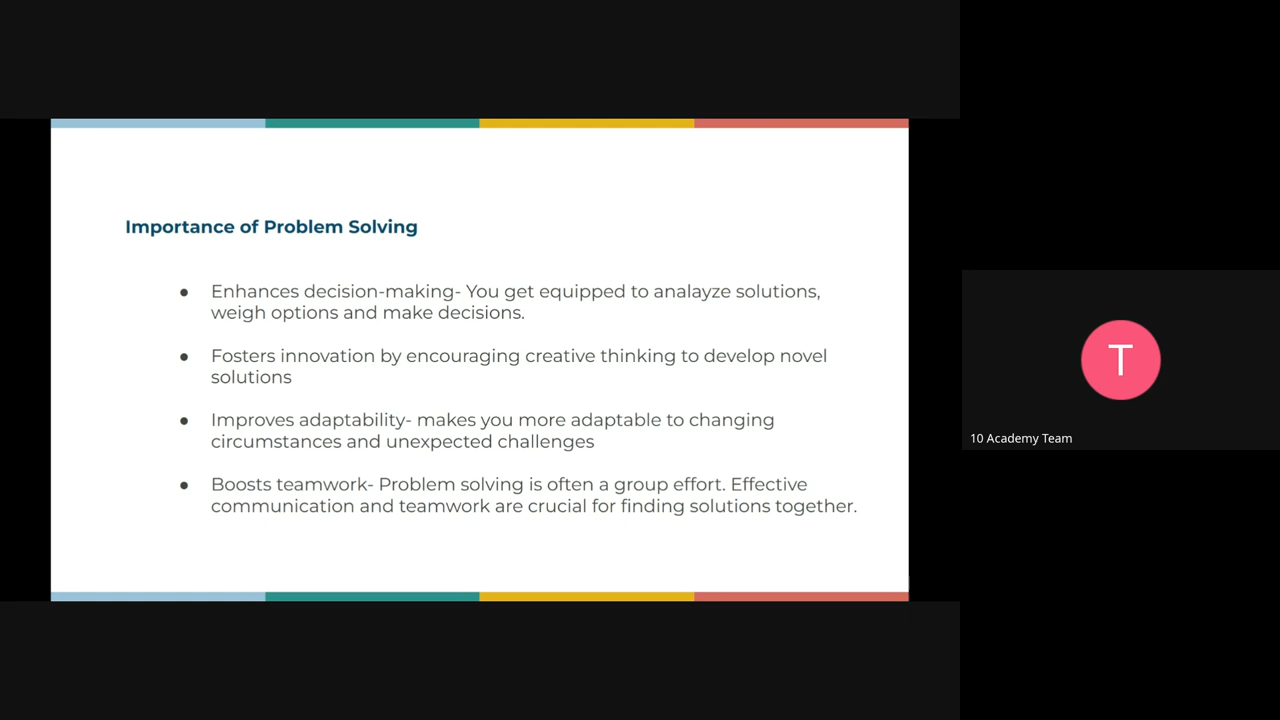 Importance of Problem Solving
● Enhances decision-making- You get equipped to analayze solutions,
weigh options and make decisions.
● Fosters innovation by encouraging creative thinking to develop novel
solutions
● Improves adaptability- makes you more adaptable to changing
circumstances and unexpected challenges
● Boosts teamwork- Problem solving is often a group effort. Effective
communication and teamwork are crucial for finding solutions together.
T
10 Academy Team